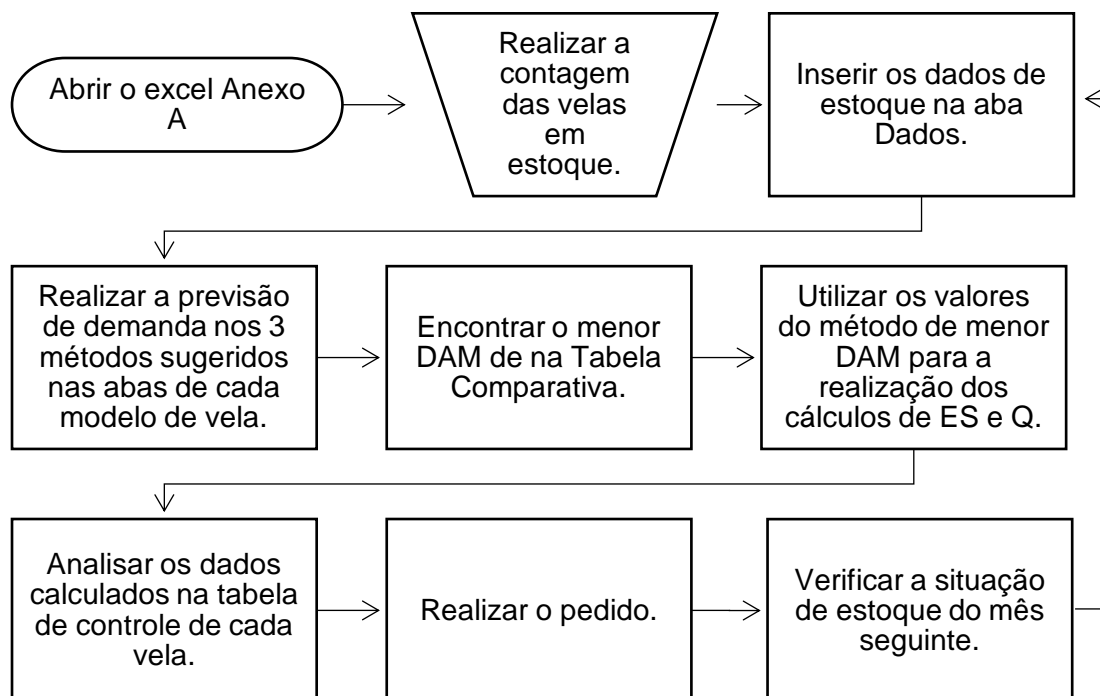 Abrir o excel Anexo
A
Realizar a
contagem
das velas
em
estoque.
Inserir os dados de
estoque na aba
Dados.
Realizar a previsão
de demanda nos 3
métodos sugeridos
nas abas de cada
modelo de vela.
Encontrar o menor
DAM de na Tabela
Comparativa.
Utilizar os valores
do método de menor
DAM para a
realização dos
cálculos de ES e Q.
Analisar os dados
calculados na tabela
de controle de cada
vela.
Realizar o pedido.
Verificar a situação
de estoque do mês
seguinte.